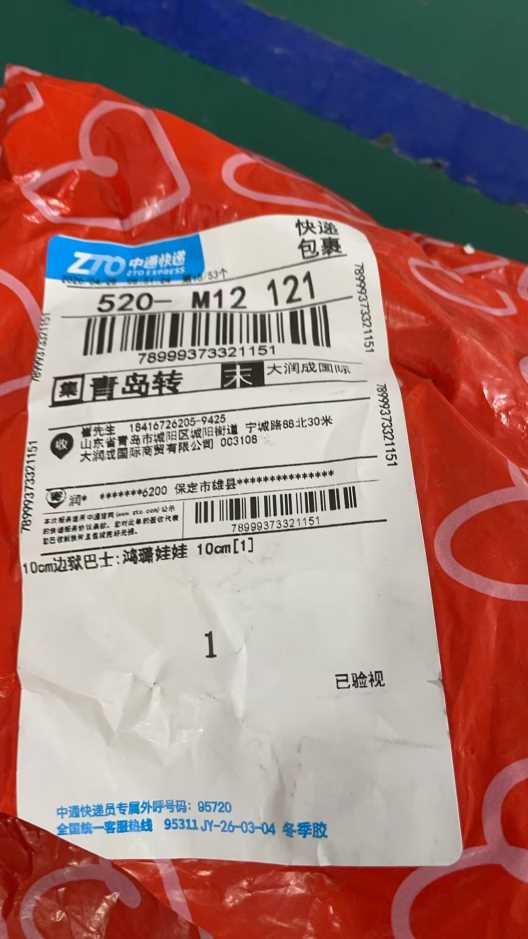 快递
包裹
ZTO 中通快递
ZTO EXPRESS
520- M12 121
78999373321151
78999373321151
78999373321151
集 青岛转 末 大润成国际
收 崔先生 18416726205-9425
山东省青岛市城阳区城阳街道 宁城路88北30米
大润成国际商贸有限公司 003108
78999373321151
78999373321151
寄 润* *******6200 保定市雄县***************
78999373321151
10cm边狱巴士:鸿璐娃娃 10cm[1]
1
已验视
中通快递员专属外呼号码: 95720
全国统一客服热线 95311 JY-26-03-04 冬季胶